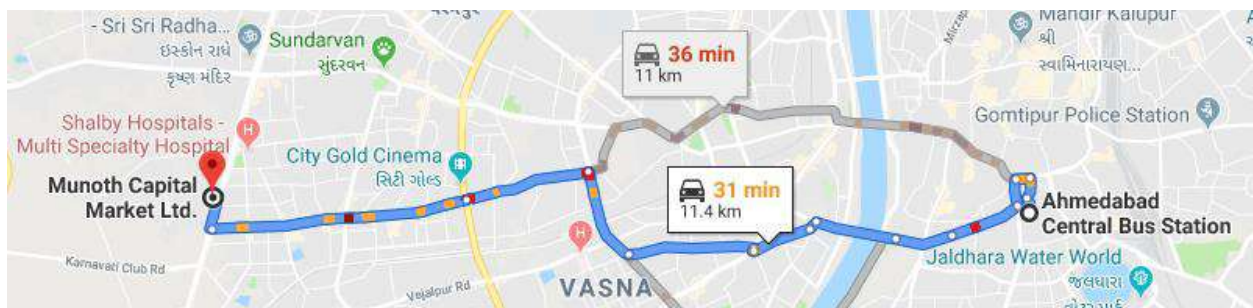 - Sri Sri Radha...
ઇસ્કોન રાધે
કૃષ્ણ મંદિર
Sundarvan
સુંદરવન
36 min
11 km
Mandir Kalupur
શ્રી
સ્વામિનારાયણ...
Gomtipur Police Station
Shalby Hospitals -
Multi Specialty Hospital
City Gold Cinema
સિટી ગોલ્ડ
Munoth Capital
Market Ltd.
31 min
11.4 km
Ahmedabad
Central Bus Station
Karnavati Club Rd
Vejalpur Rd
VASNA
Jaldhara Water World
જલધારા